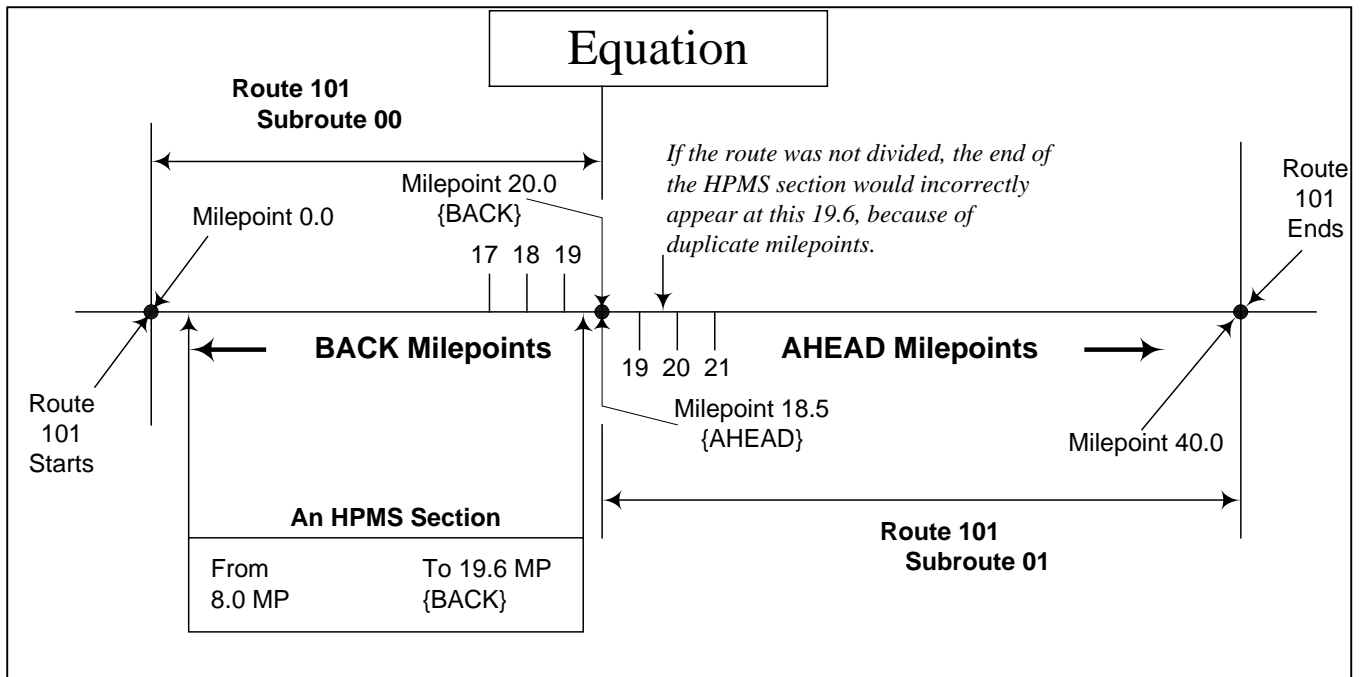 Equation
Route 101
Subroute 00
If the route was not divided, the end of
the HPMS section would incorrectly
appear at this 19.6, because of
duplicate milepoints.
Milepoint 20.0
{BACK}
Route
101
Ends
Milepoint 0.0
17 18 19
BACK Milepoints
AHEAD Milepoints
19 20 21
Route
101
Starts
Milepoint 18.5
{AHEAD}
Milepoint 40.0
An HPMS Section
From
8.0 MP
To 19.6 MP
{BACK}
Route 101
Subroute 01